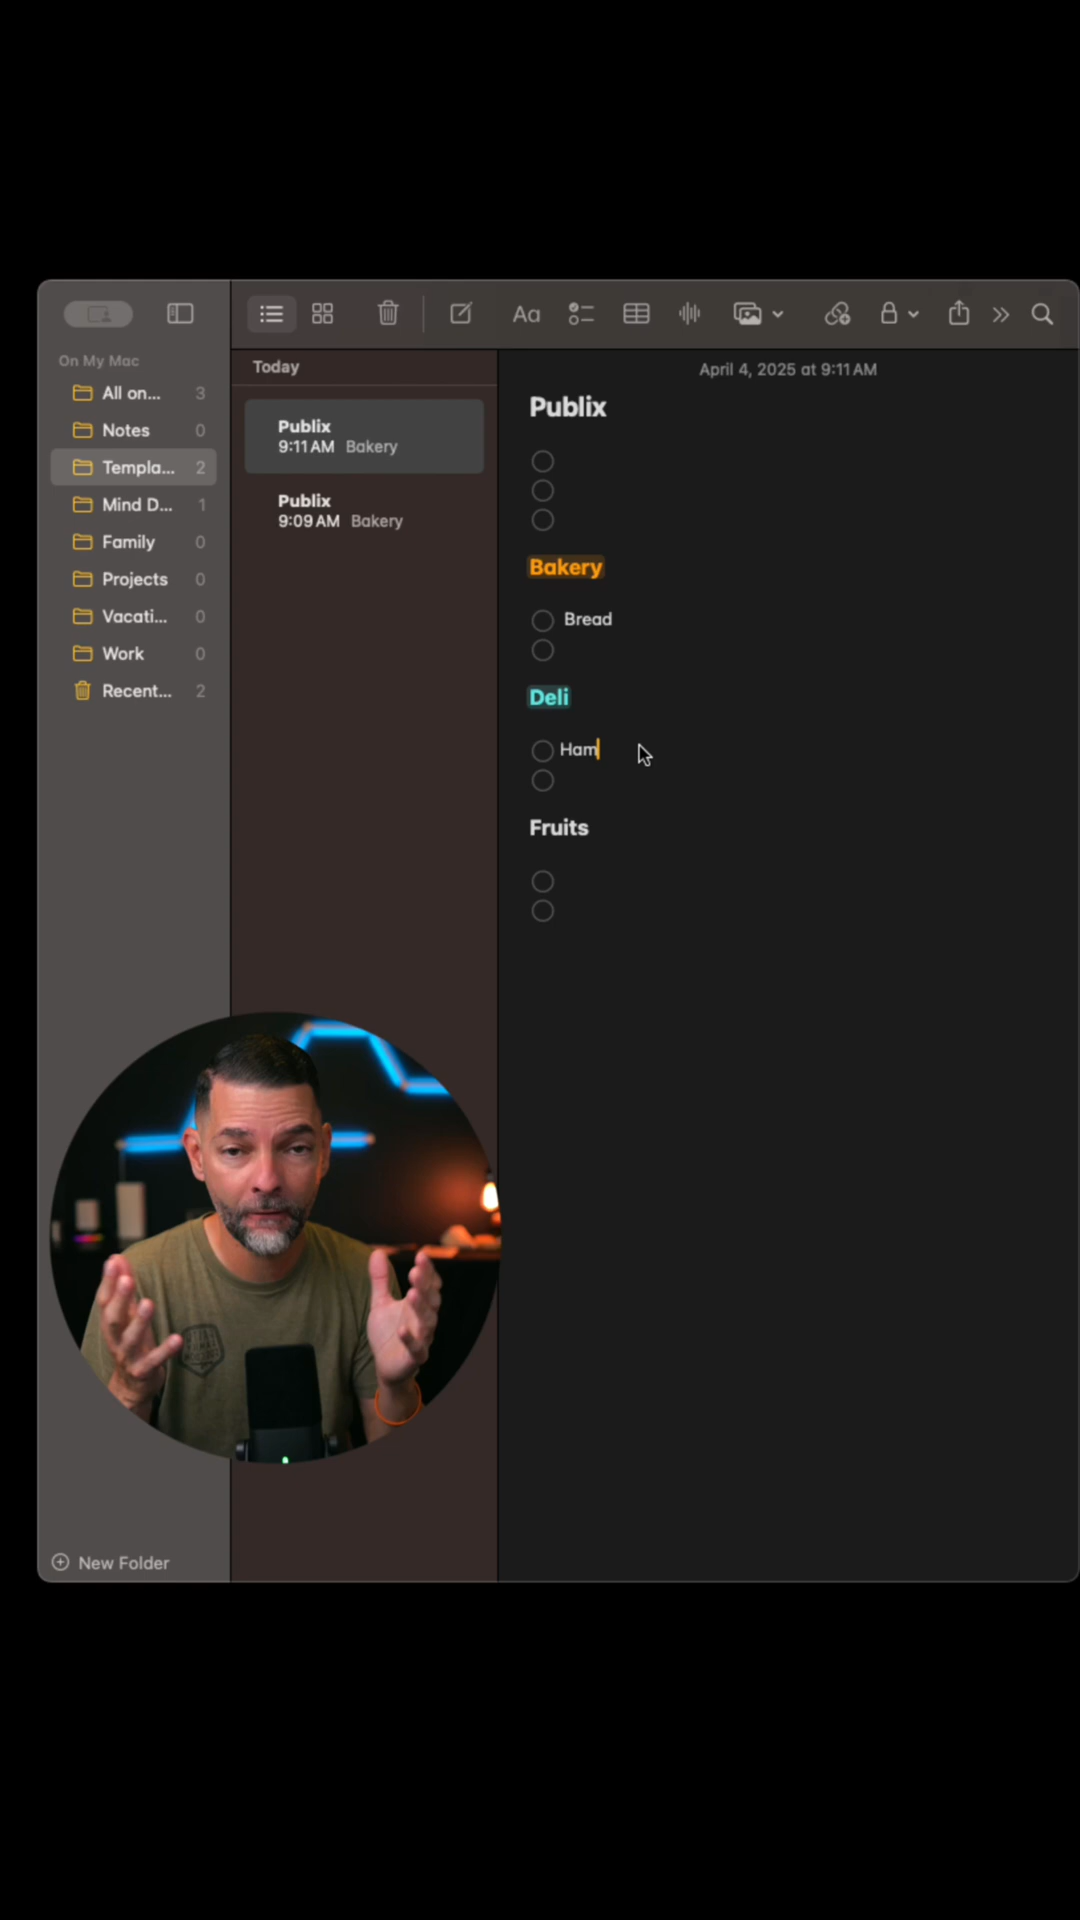 On My Mac
All on... 3
Notes 0
Templa... 2
Mind D... 1
Family 0
Projects 0
Vacati... 0
Work 0
Recent... 2
New Folder
Today
Publix
9:11 AM Bakery
Publix
9:09 AM Bakery
Aa
April 4, 2025 at 9:11 AM
Publix
Bakery
Bread
Deli
Ham
Fruits